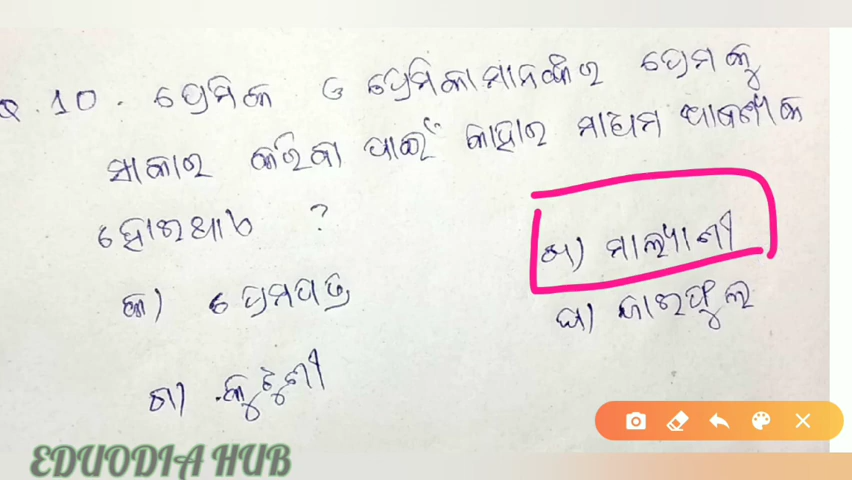 Q.10. ପ୍ରେମିକ ଓ ପ୍ରେମିକାମାନଙ୍କର ପ୍ରେମକୁ
ସାକାର କରିବା ପାଇଁ କାହାର ମାଧ୍ୟମ ଆବଶ୍ୟକ
ହୋଇଥାଏ ?
କ) ପ୍ରେମପତ୍ର
ଖ) ମାଲ୍ୟାଣୀ
ଗ) କୁଟୁଣୀ
ଘ) ଜାଇଫୁଲ
EDUODIA HUB